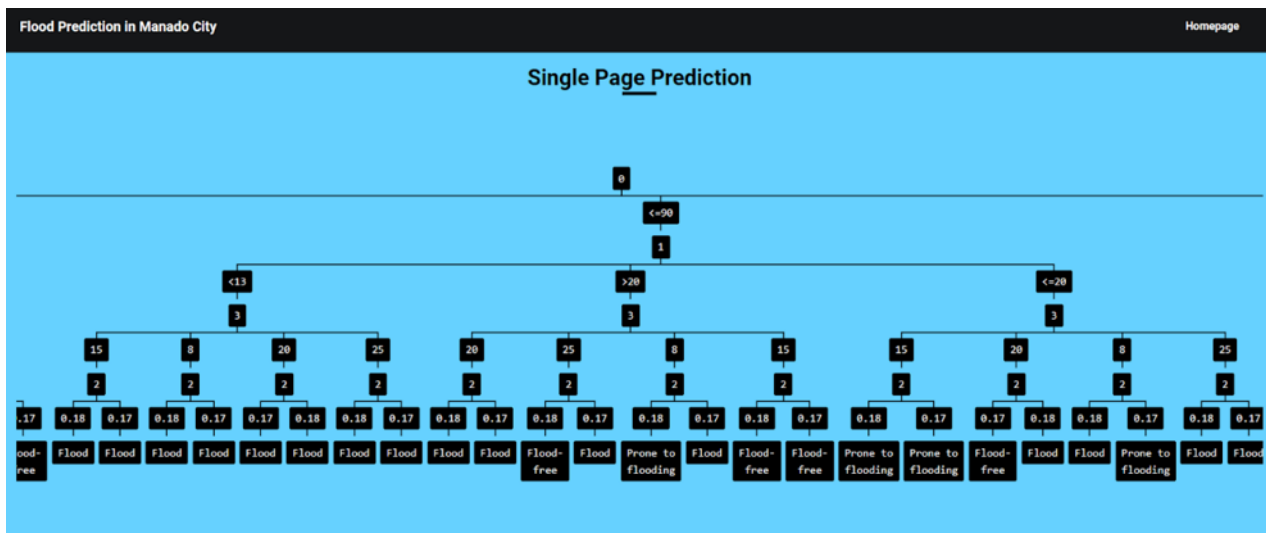 Flood Prediction in Manado City Homepage
Single Page Prediction
0
<=90
1
<13 >20 <=20
3 3 3
15 8 20 25 20 25 8 15 15 20 8 25
2 2 2 2 2 2 2 2 2 2 2 2
.17 0.18 0.17 0.18 0.17 0.17 0.18 0.18 0.17 0.18 0.17 0.18 0.17 0.18 0.17 0.18 0.17 0.18 0.17 0.17 0.18 0.18 0.17 0.18 0.17
ood- Flood Flood Flood Flood Flood Flood Flood Flood Flood Flood Flood- Flood Prone to Flood Flood- Flood- Prone to Prone to Flood- Flood Flood Prone to Flood Flood
ree free flooding free free flooding flooding free flooding